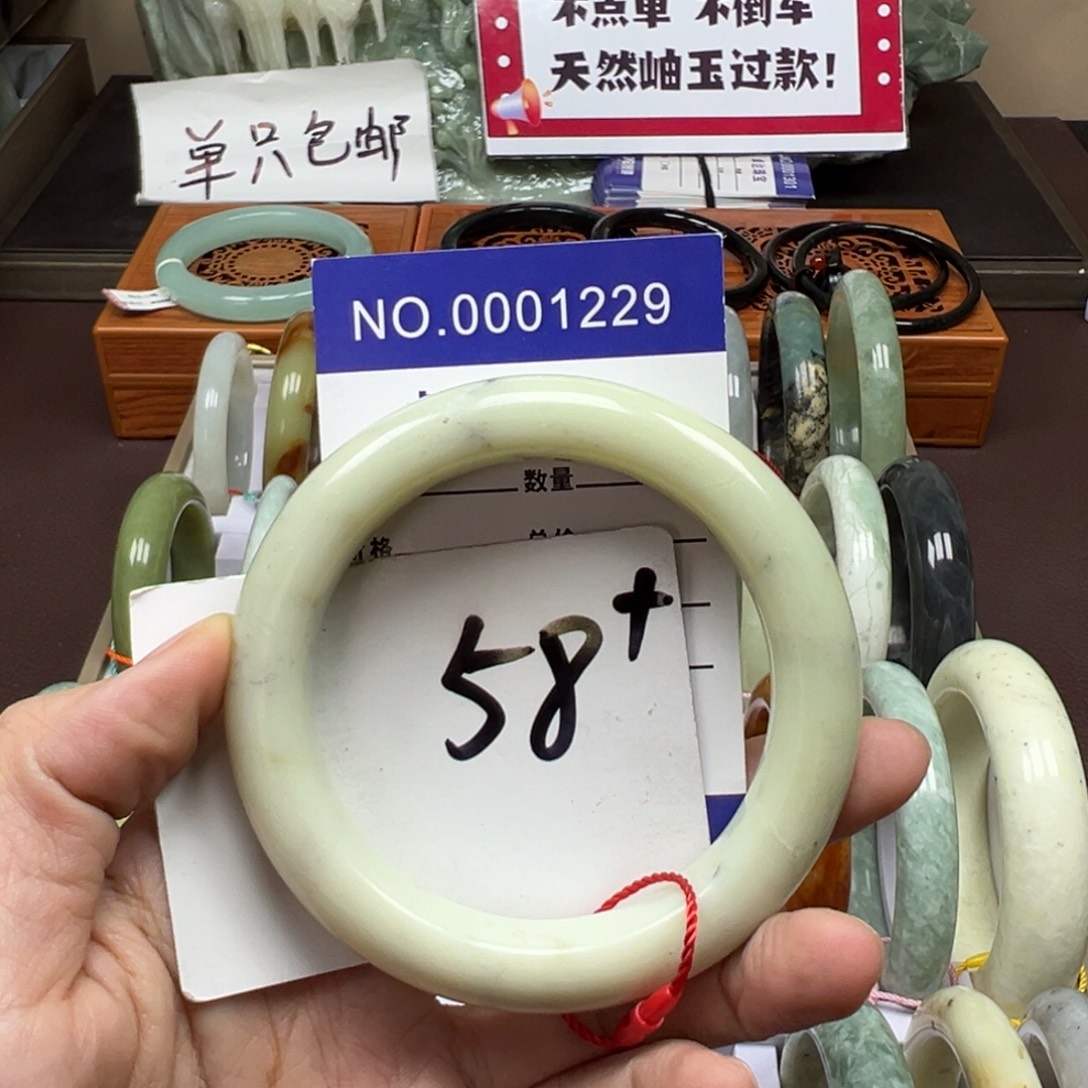 不点单 不倒车
天然岫玉过款!
单只包邮
NO.0001229
数量
58+